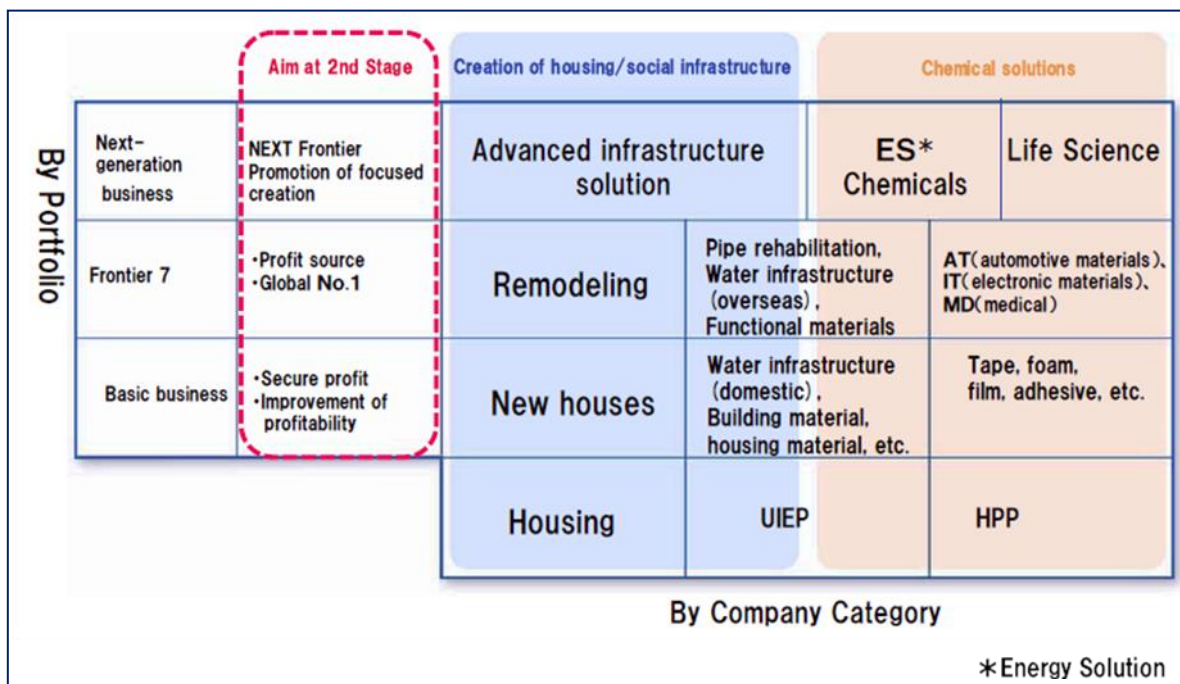 Aim at 2nd Stage
Creation of housing/social infrastructure
Chemical solutions
By Portfolio
Next-
generation
business
NEXT Frontier
Promotion of focused
creation
Advanced infrastructure
solution
ES*
Chemicals
Life Science
Frontier 7
・Profit source
・Global No.1
Remodeling
Pipe rehabilitation,
Water infrastructure
(overseas),
Functional materials
AT(automotive materials)、
IT(electronic materials)、
MD(medical)
Basic business
・Secure profit
・Improvement of
profitability
New houses
Water infrastructure
(domestic),
Building material,
housing material, etc.
Tape, foam,
film, adhesive, etc.
Housing
UIEP
HPP
By Company Category
*Energy Solution